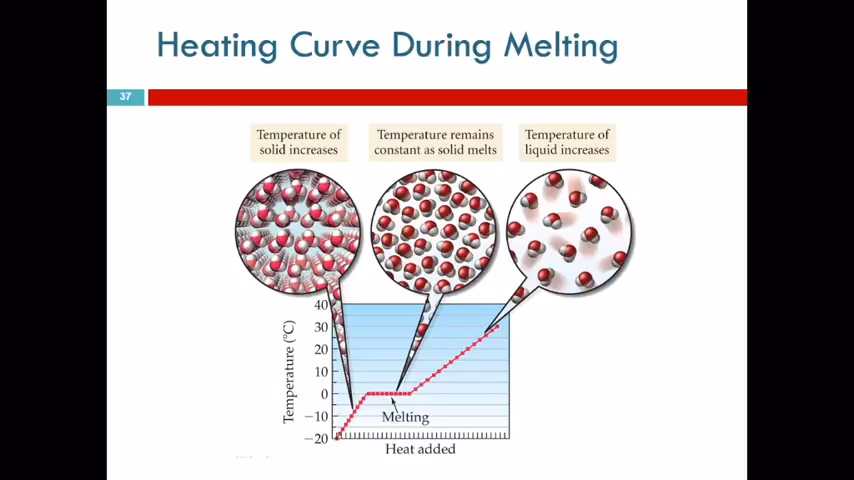 Heating Curve During Melting
37
Temperature of
solid increases
Temperature remains
constant as solid melts
Temperature of
liquid increases
40
30
20
10
0
−10
−20
Temperature (°C)
Melting
Heat added